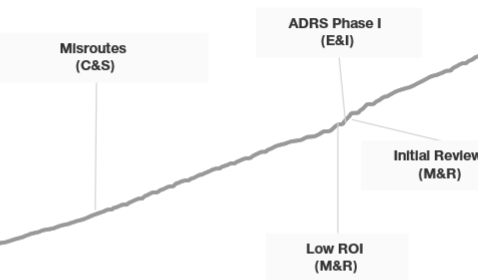 ADRS Phase I
(E&I)
Misroutes
(C&S)
Initial Review
(M&R)
Low ROI
(M&R)